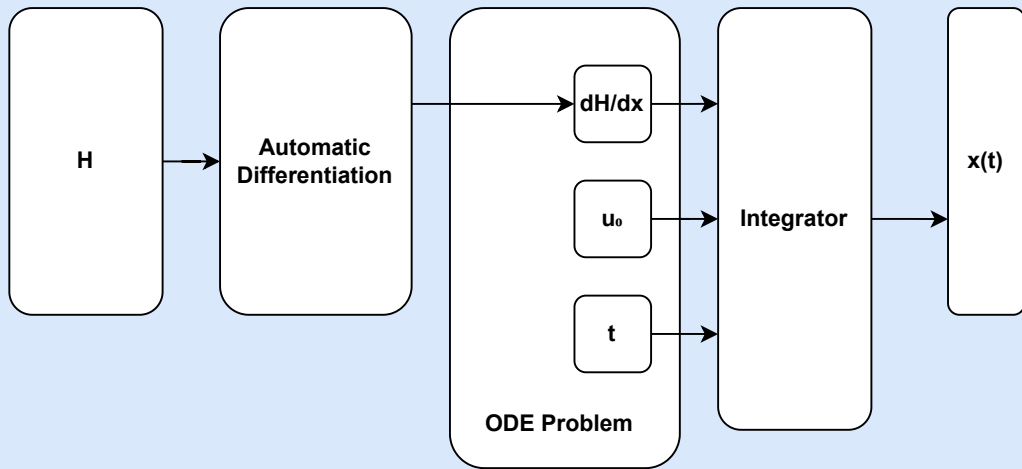 H
Automatic
Differentiation
dH/dx
u₀
t
ODE Problem
Integrator
x(t)